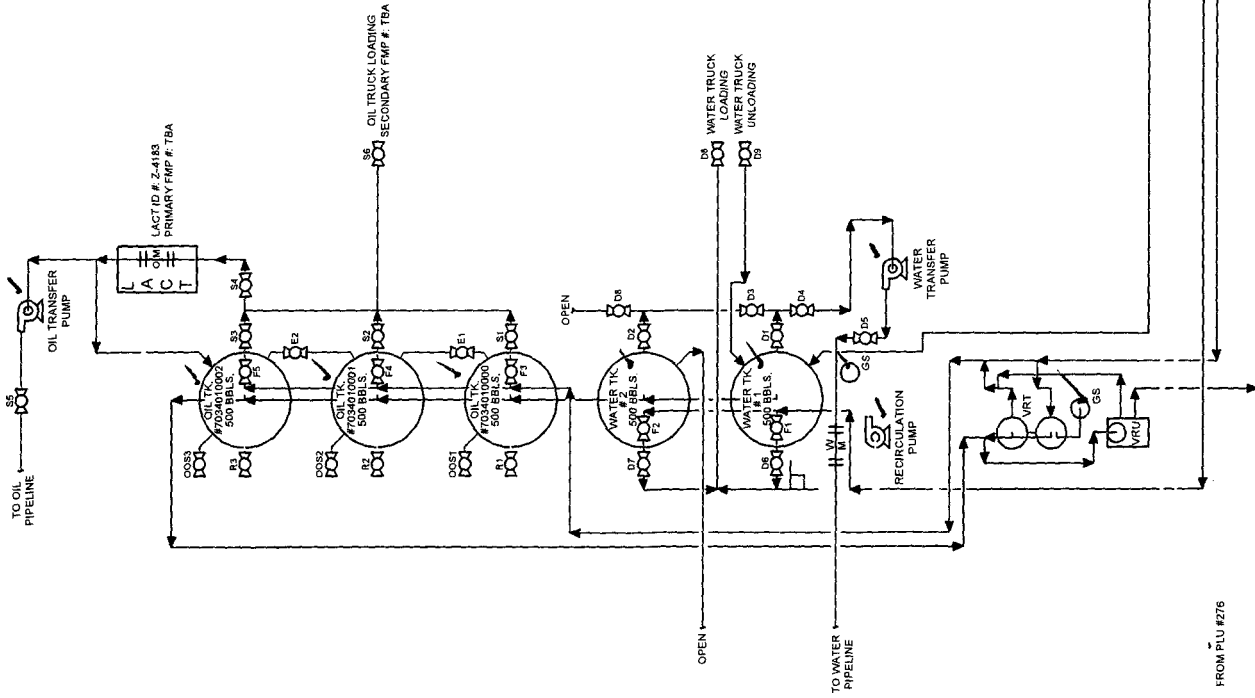 TO OIL
PIPELINE
S5
OIL TRANSFER
PUMP
LACT ID #: Z-4183
PRIMARY FMP #: TBA
L
A
C
T
M
S4
OIL TRUCK LOADING
SECONDARY FMP #: TBA
S6
OOS3
R3
OIL TK.
#7034010002
500 BBLS.
F5
S3
E2
OOS2
R2
OIL TK.
#7034010001
500 BBLS.
F4
S2
E1
OOS1
R1
OIL TK.
#7034010000
500 BBLS.
F3
S1
OPEN
D8
WATER TK.
# 2
500 BBLS.
F2
D2
D7
D3
D4
WATER TK.
# 1
500 BBLS.
F1
D1
D6
D8
WATER TRUCK
LOADING
WATER TRUCK
UNLOADING
D9
WATER
TRANSFER
PUMP
D5
GS
OPEN
TO WATER
PIPELINE
W
M
RECIRCULATION
PUMP
VRT
GS
VRU
FROM PLU #276